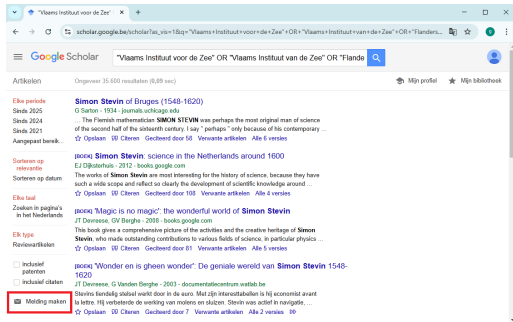 "Vlaams Instituut voor de Zee"
scholar.google.be/scholar?as_vis=1&q="Vlaams+Instituut+voor+de+Zee"+OR+"Vlaams+Instituut+van+de+Zee"+OR+"Flanders...
Google Scholar
"Vlaams Instituut voor de Zee" OR "Vlaams Instituut van de Zee" OR "Flande
Artikelen
Ongeveer 35.600 resultaten (0,09 sec)
Mijn profiel
Mijn bibliotheek
Elke periode
Sinds 2025
Sinds 2024
Sinds 2021
Aangepast bereik...
Sorteren op relevantie
Sorteren op datum
Elke taal
Zoeken in pagina's
in het Nederlands
Elk type
Reviewartikelen
Inclusief
patenten
Inclusief citaten
Melding maken
Simon Stevin of Bruges (1548-1620)
G Sarton - 1934 - journals.uchicago.edu
... The Flemish mathematician SIMON STEVIN was perhaps the most original man of science
of the second half of the sixteenth century. I say " perhaps " only because of his contemporary ...
Opslaan Citeren Geciteerd door 58 Verwante artikelen Alle 6 versies
[BOEK] Simon Stevin: science in the Netherlands around 1600
EJ Dijksterhuis - 2012 - books.google.com
The works of Simon Stevin are most interesting for the history of science, because they have
such a wide scope and reflect so clearly the development of scientific knowledge around ...
Opslaan Citeren Geciteerd door 108 Verwante artikelen Alle 4 versies
[BOEK] 'Magic is no magic': the wonderful world of Simon Stevin
JT Devreese, GV Berghe - 2008 - books.google.com
This book gives a comprehensive picture of the activities and the creative heritage of Simon
Stevin, who made outstanding contributions to various fields of science, in particular physics ...
Opslaan Citeren Geciteerd door 81 Verwante artikelen Alle 5 versies
[BOEK] 'Wonder en is gheen wonder': De geniale wereld van Simon Stevin 1548-
1620
JT Devreese, G Vanden Berghe - 2003 - documentatiecentrum.watlab.be
Stevins tiendelig stelsel werkt door in de euro. Met zijn interesttabellen is hij economist avant
la lettre. Hij verbeterde de werking van molens en sluizen. Stevin was actief in navigatie, ...
Opslaan Citeren Geciteerd door 7 Verwante artikelen Alle 2 versies